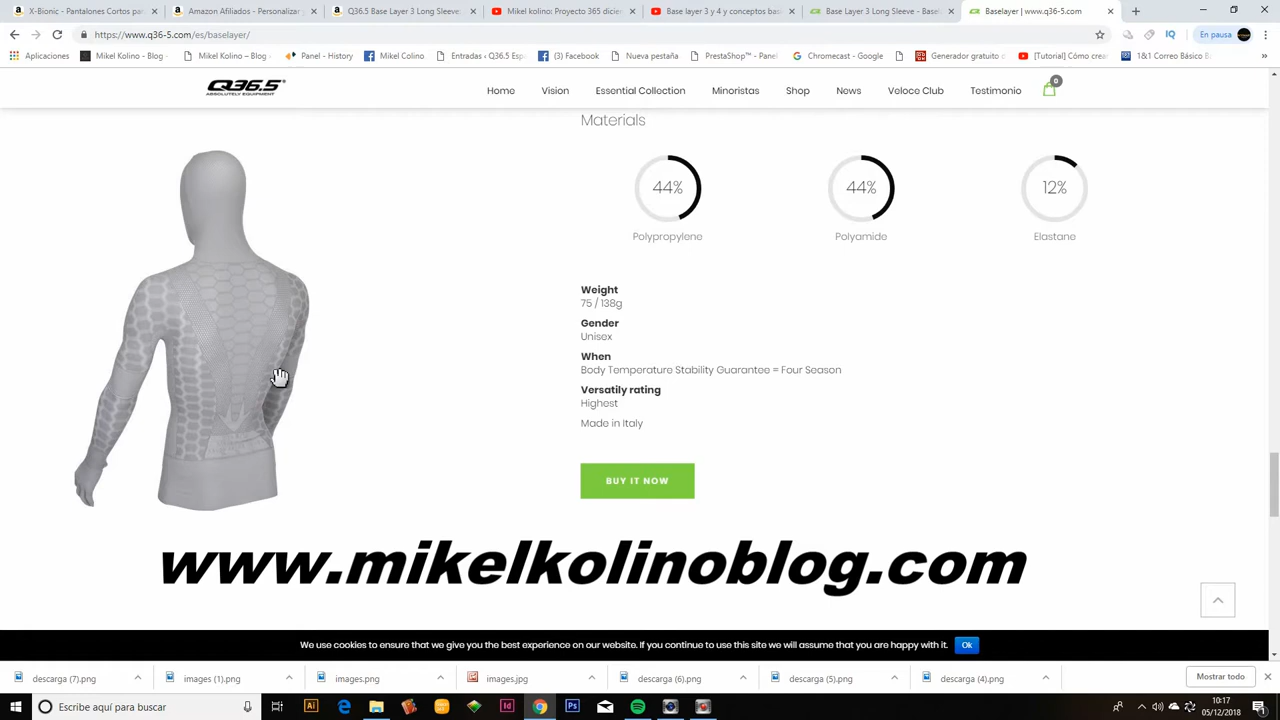 X-Bionic - Pantalones Cortos par
Amazon Afiliados - Personalizar
Q36.5 Base Layer 3 Long Sleeve:
Mikel kolino: Proyecto 365 dicier
Base layer 3 y 4 y conceptos bas
Base Layer 3 Long Sleeve - Basel
Baselayer | www.q36-5.com
https://www.q36-5.com/es/baselayer/
IQ
En pausa
Aplicaciones
Mikel Kolino – Blog -
Mikel Kolino – Blog -
Panel - History
Mikel Colino
Entradas ‹ Q36.5 Esp
(3) Facebook
Nueva pestaña
PrestaShop™ - Panel
Chromecast - Google
Generador gratuito d
[Tutorial] Cómo crear
1&1 Correo Básico B
Q36.5®
ABSOLUTELY EQUIPMENT
Home
Vision
Essential Collection
Minoristas
Shop
News
Veloce Club
Testimonio
0
Materials
44%
44%
12%
Polypropylene
Polyamide
Elastane
Weight
75 / 138g
Gender
Unisex
When
Body Temperature Stability Guarantee = Four Season
Versatily rating
Highest
Made in Italy
BUY IT NOW
www.mikelkolinoblog.com
We use cookies to ensure that we give you the best experience on our website. If you continue to use this site we will assume that you are happy with it.
Ok
descarga (7).png
images (1).png
images.png
images.jpg
descarga (6).png
descarga (5).png
descarga (4).png
Mostrar todo
Escribe aquí para buscar
Ai
Id
Ps
10:17
05/12/2018